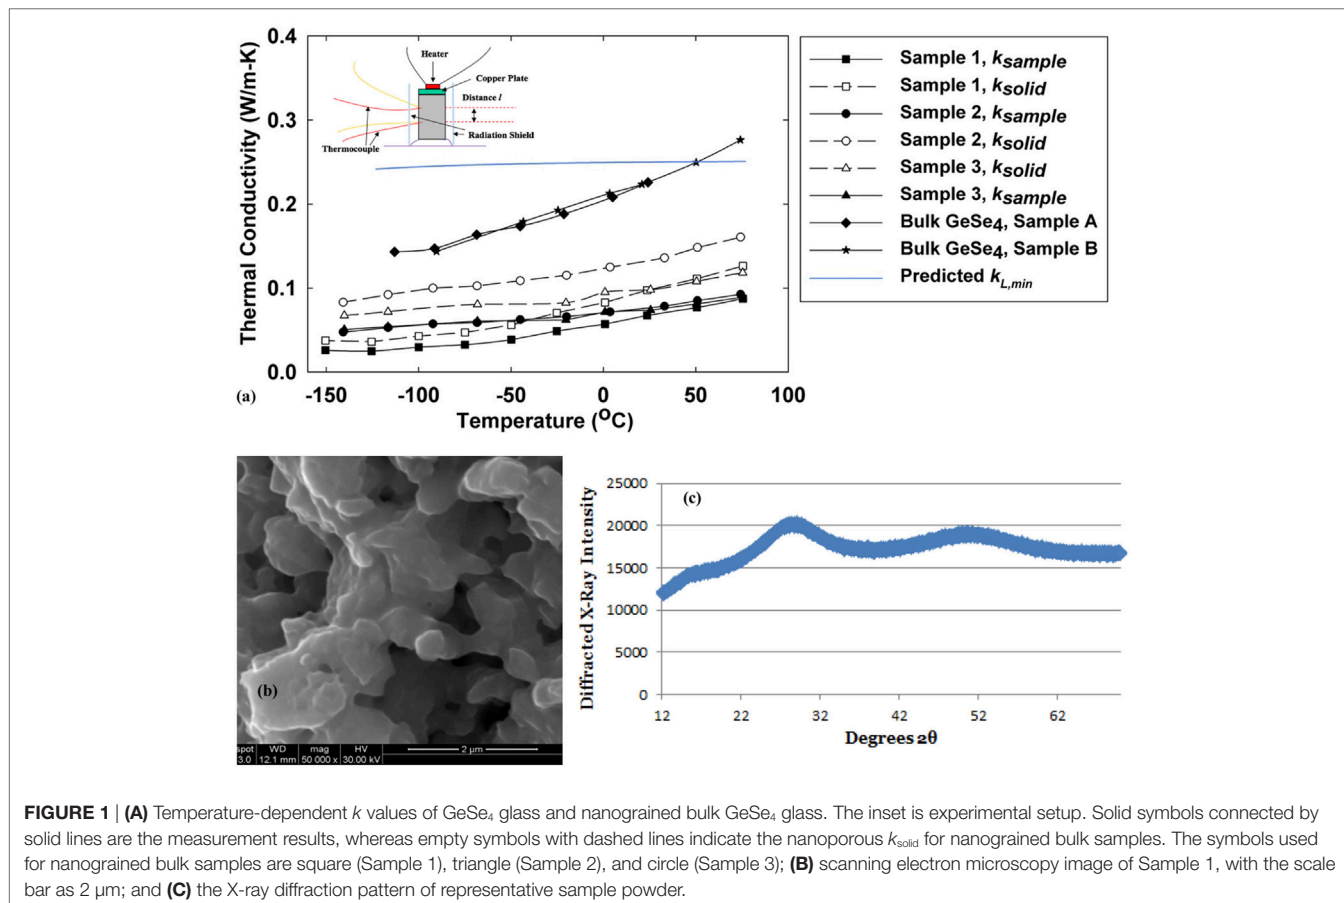 0.4
0.3
0.2
0.1
0.0
Thermal Conductivity (W/m-K)
Heater
Copper Plate
Distance l
Radiation Shield
Thermocouple
(a)
-150 -100 -50 0 50 100
Temperature (°C)
Sample 1, ksample
Sample 1, ksolid
Sample 2, ksample
Sample 2, ksolid
Sample 3, ksolid
Sample 3, ksample
Bulk GeSe4, Sample A
Bulk GeSe4, Sample B
Predicted kL,min
(b)
spot WD mag HV
3.0 12.1 mm 50 000 x 30.00 kV 2 µm
(c)
Diffracted X-Ray Intensity
25000
20000
15000
10000
5000
0
12 22 32 42 52 62
Degrees 2θ
FIGURE 1 | (A) Temperature-dependent k values of GeSe4 glass and nanograined bulk GeSe4 glass. The inset is experimental setup. Solid symbols connected by
solid lines are the measurement results, whereas empty symbols with dashed lines indicate the nanoporous ksolid for nanograined bulk samples. The symbols used
for nanograined bulk samples are square (Sample 1), triangle (Sample 2), and circle (Sample 3); (B) scanning electron microscopy image of Sample 1, with the scale
bar as 2 µm; and (C) the X-ray diffraction pattern of representative sample powder.